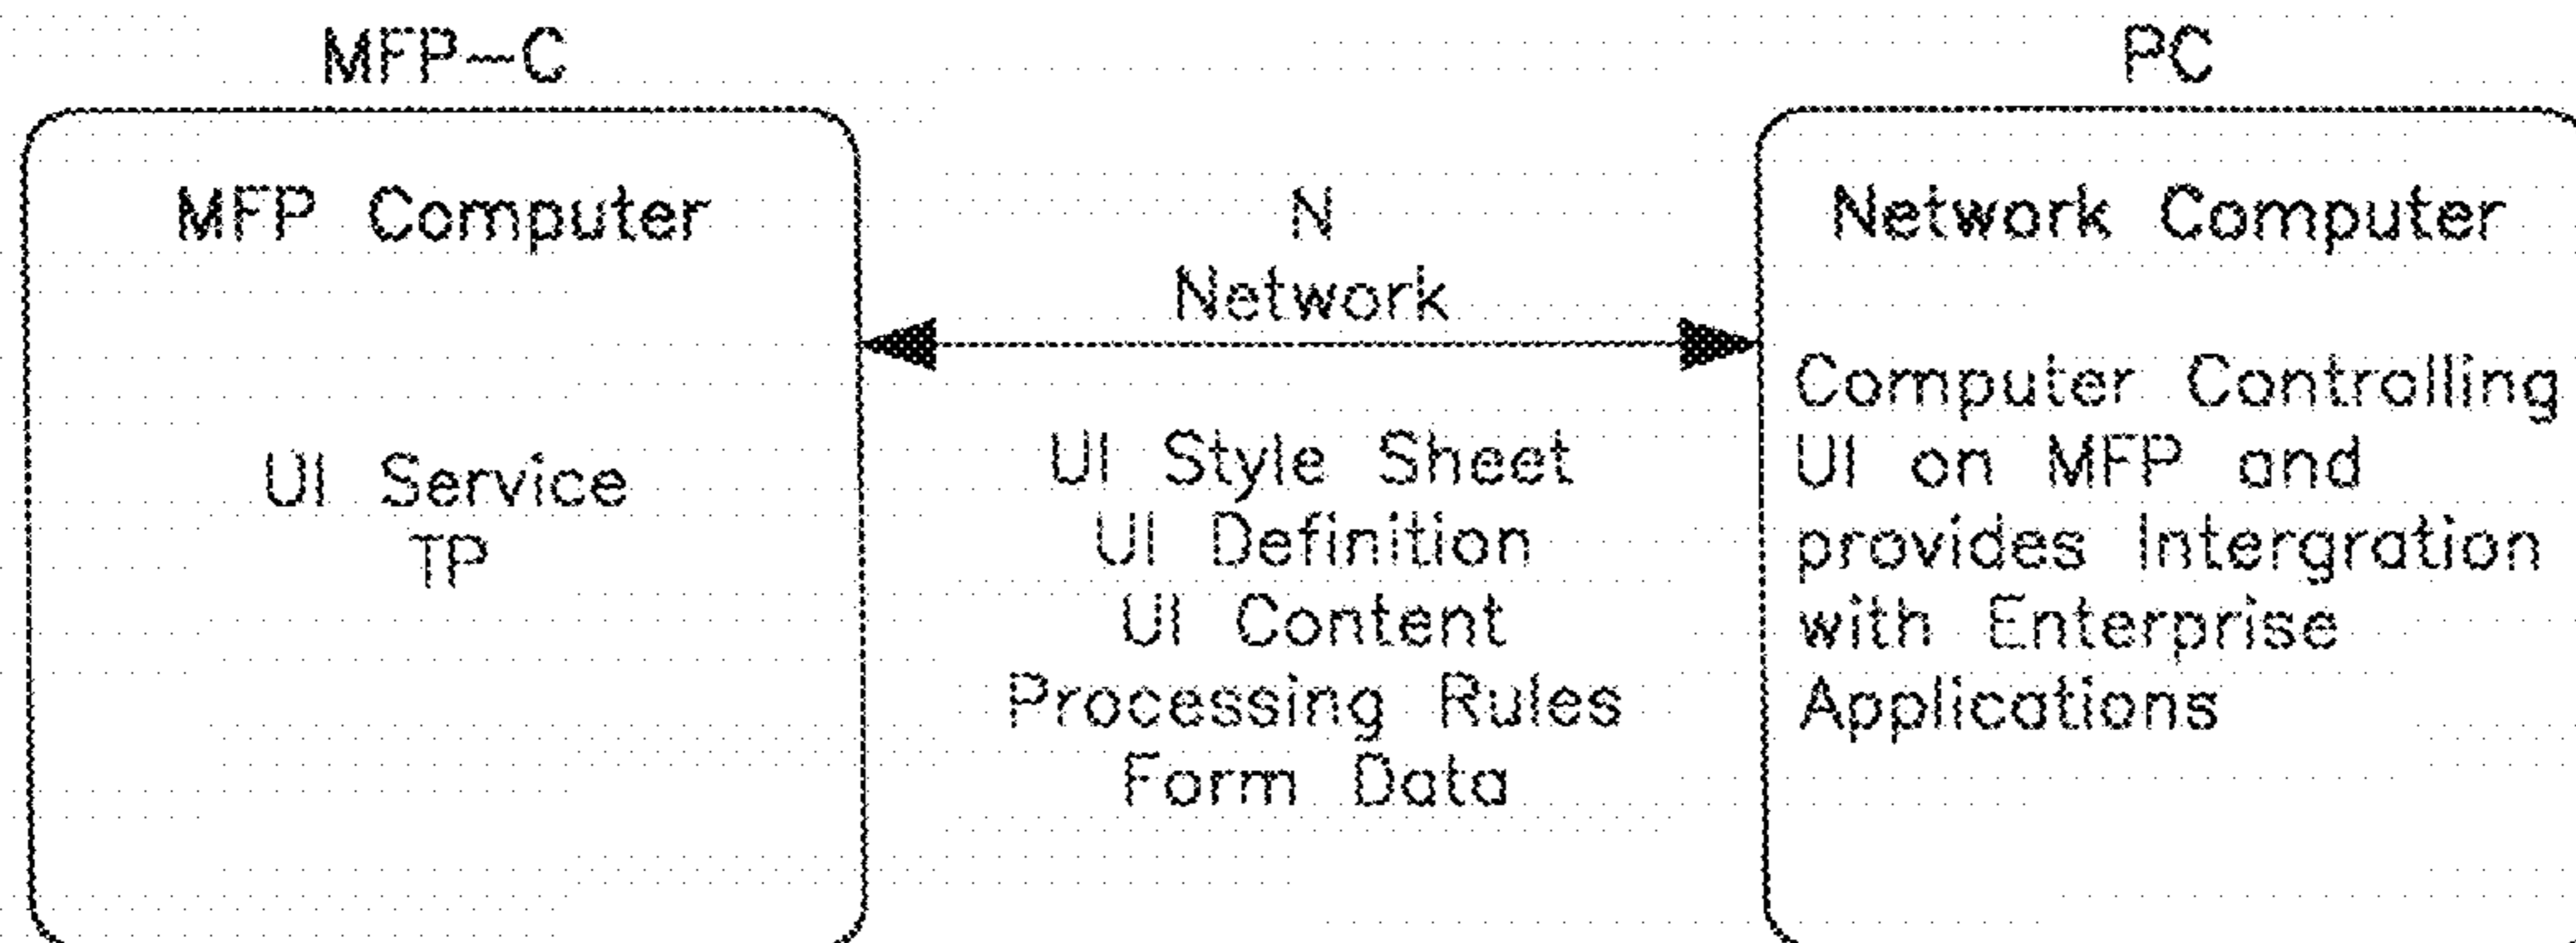 MFP-C
MFP Computer
UI Service
TP
N
Network
UI Style Sheet
UI Definition
UI Content
Processing Rules
Form Data
PC
Network Computer
Computer Controlling
UI on MFP and
provides Intergration
with Enterprise
Applications